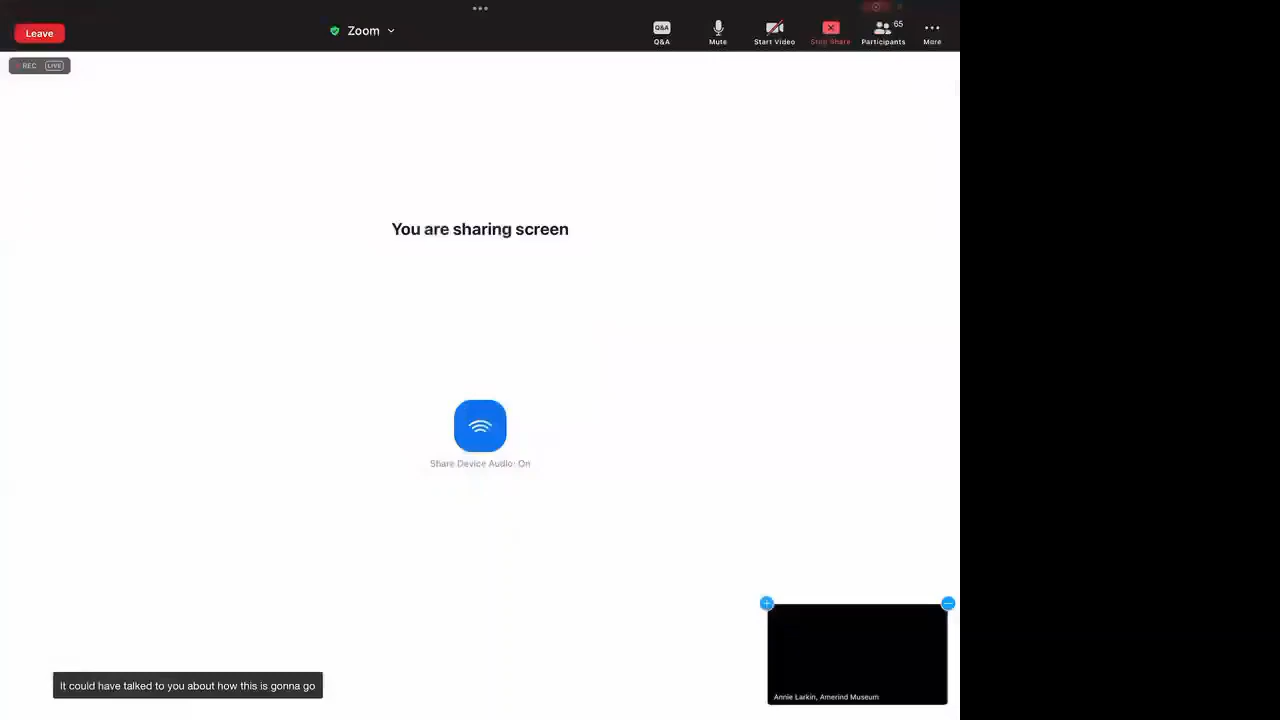 Leave
Zoom
Q&A
Q&A
Mute
Start Video
Stop Share
65
Participants
More
REC LIVE
You are sharing screen
Share Device Audio: On
Annie Larkin, Amerind Museum
It could have talked to you about how this is gonna go